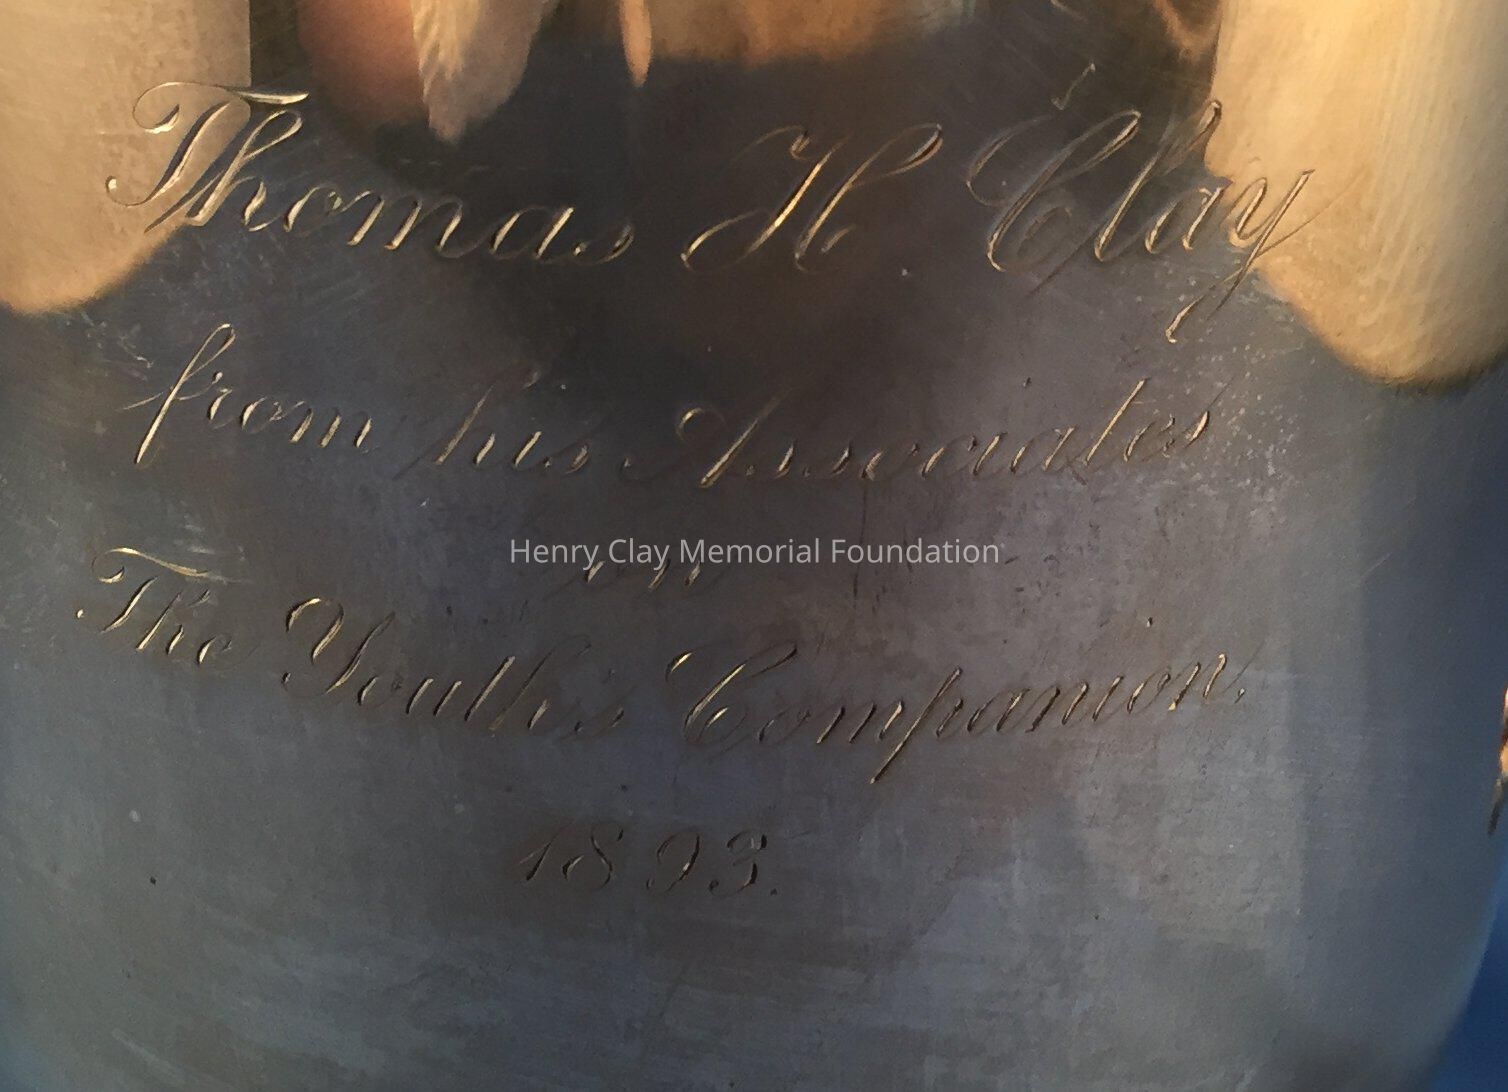 Thomas H. Clay
from his Associates
Henry Clay Memorial Foundation
on
The Youth's Companion.
1893.